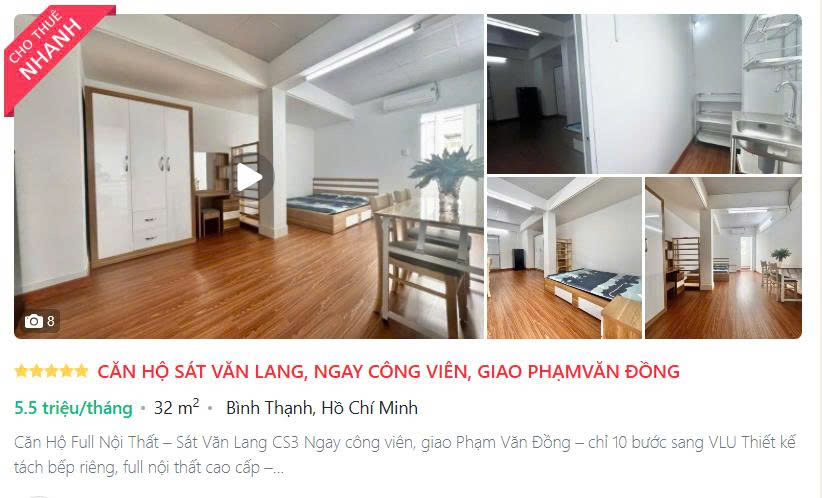 CHO THUÊ
NHANH
8
CĂN HỘ SÁT VĂN LANG, NGAY CÔNG VIÊN, GIAO PHẠMVĂN ĐỒNG
5.5 triệu/tháng • 32 m² • Bình Thạnh, Hồ Chí Minh
Căn Hộ Full Nội Thất – Sát Văn Lang CS3 Ngay công viên, giao Phạm Văn Đồng – chỉ 10 bước sang VLU Thiết kế
tách bếp riêng, full nội thất cao cấp –...